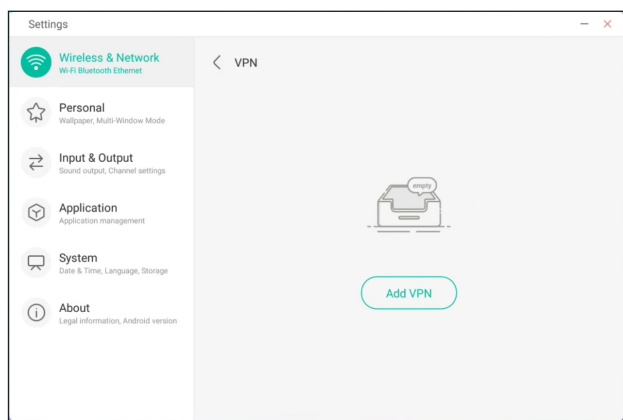 Settings
Wireless & Network
Wi-Fi Bluetooth Ethernet
Personal
Wallpaper, Multi-Window Mode
Input & Output
Sound output, Channel settings
Application
Application management
System
Date & Time, Language, Storage
About
Legal information, Android version
VPN
empty
Add VPN